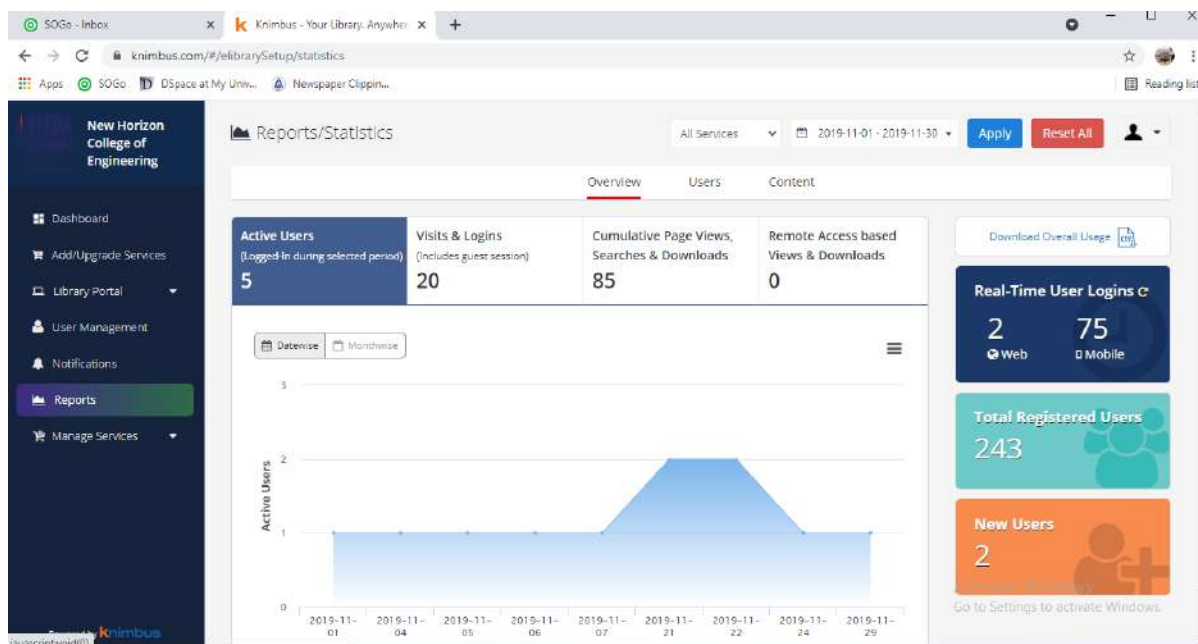 SOGo - Inbox
Knimbus - Your Library. Anywher
knimbus.com/#/elibrarySetup/statistics
Apps SOGo DSpace at My Univ... Newspaper Clippin... Reading list
New Horizon
College of
Engineering
Reports/Statistics
All Services
2019-11-01 - 2019-11-30
Apply
Reset All
Overview Users Content
Dashboard
Add/Upgrade Services
Library Portal
User Management
Notifications
Reports
Manage Services
Active Users
(Logged-In during selected period)
5
Visits & Logins
(Includes guest session)
20
Cumulative Page Views,
Searches & Downloads
85
Remote Access based
Views & Downloads
0
Datewise Monthwise
Active Users
3
2
1
0
2019-11-01
2019-11-04
2019-11-05
2019-11-06
2019-11-07
2019-11-21
2019-11-22
2019-11-24
2019-11-29
Download Overall Usage
Real-Time User Logins
2 75
Web Mobile
Total Registered Users
243
New Users
2
Go to Settings to activate Windows.
knimbus